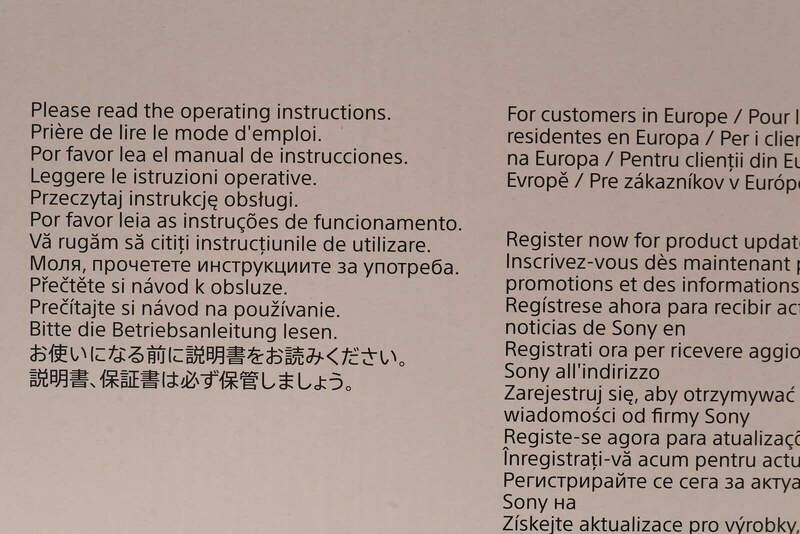 Please read the operating instructions.
Prière de lire le mode d'emploi.
Por favor lea el manual de instrucciones.
Leggere le istruzioni operative.
Przeczytaj instrukcję obsługi.
Por favor leia as instruções de funcionamento.
Vă rugăm să citiți instrucțiunile de utilizare.
Моля, прочетете инструкциите за употреба.
Přečtěte si návod k obsluze.
Prečítajte si návod na používanie.
Bitte die Betriebsanleitung lesen.
お使いになる前に説明書をお読みください。
説明書、保証書は必ず保管しましょう。
For customers in Europe / Pour
residentes en Europa / Per i
na Europa / Pentru clienții din
Evropě / Pre zákazníkov v
Register now for product
Inscrivez-vous dès maintenant
promotions et des informations
Regístrese ahora para recibir
noticias de Sony en
Registrati ora per ricevere
Sony all'indirizzo
Zarejestruj się, aby otrzymywać
wiadomości od firmy Sony
Registe-se agora para
Înregistrați-vă acum pentru
Регистрирайте се сега за
Sony на
Získejte aktualizace pro výrobky,